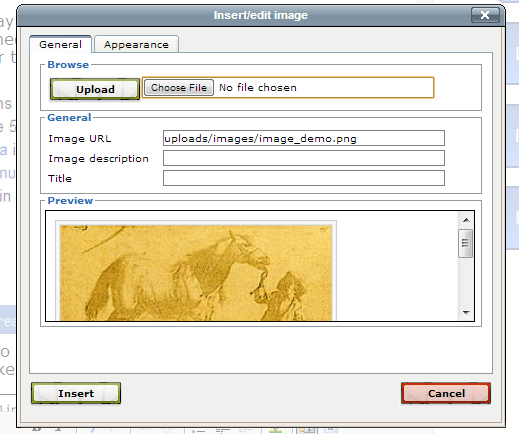 Insert/edit image
General Appearance
Browse
Upload Choose File No file chosen
General
Image URL uploads/images/image_demo.png
Image description
Title
Preview
Insert Cancel